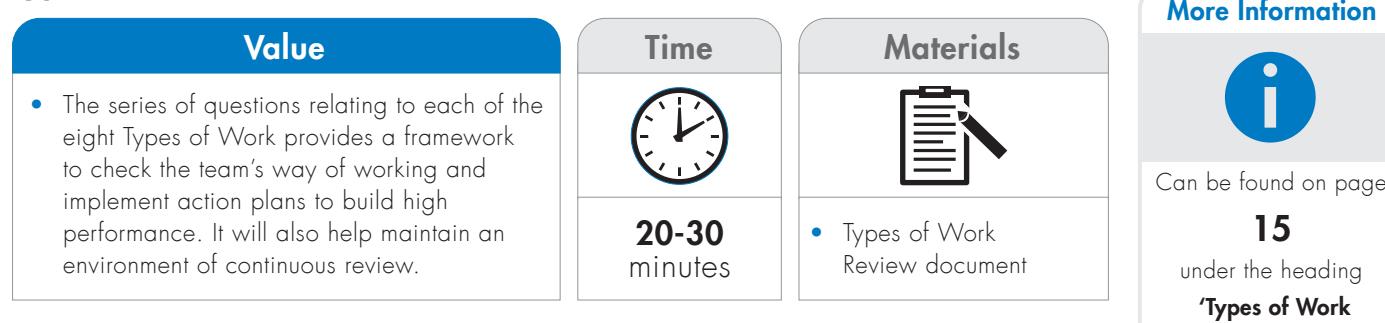 Value
• The series of questions relating to each of the
eight Types of Work provides a framework
to check the team’s way of working and
implement action plans to build high
performance. It will also help maintain an
environment of continuous review.
Time
20-30
minutes
Materials
• Types of Work
Review document
More Information
i
Can be found on page
15
under the heading
‘Types of Work